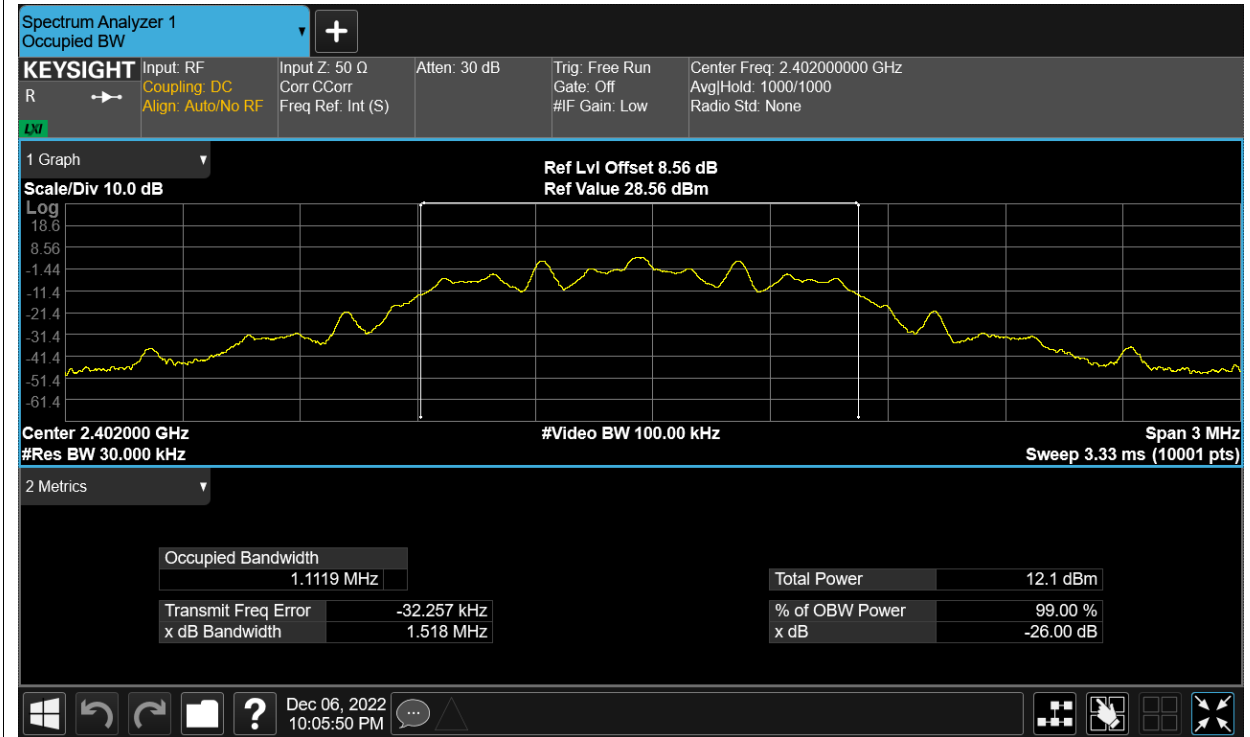 Spectrum Analyzer 1
Occupied BW
KEYSIGHT
R
LXI
Input: RF
Coupling: DC
Align: Auto/No RF
Input Z: 50 Ω
Corr CCorr
Freq Ref: Int (S)
Atten: 30 dB
Trig: Free Run
Gate: Off
#IF Gain: Low
Center Freq: 2.402000000 GHz
Avg|Hold: 1000/1000
Radio Std: None
1 Graph
Scale/Div 10.0 dB
Ref Lvl Offset 8.56 dB
Ref Value 28.56 dBm
Log
18.6
8.56
-1.44
-11.4
-21.4
-31.4
-41.4
-51.4
-61.4
Center 2.402000 GHz
#Res BW 30.000 kHz
#Video BW 100.00 kHz
Span 3 MHz
Sweep 3.33 ms (10001 pts)
2 Metrics
Occupied Bandwidth
1.1119 MHz
Transmit Freq Error -32.257 kHz
x dB Bandwidth 1.518 MHz
Total Power 12.1 dBm
% of OBW Power 99.00 %
x dB -26.00 dB
?
Dec 06, 2022
10:05:50 PM